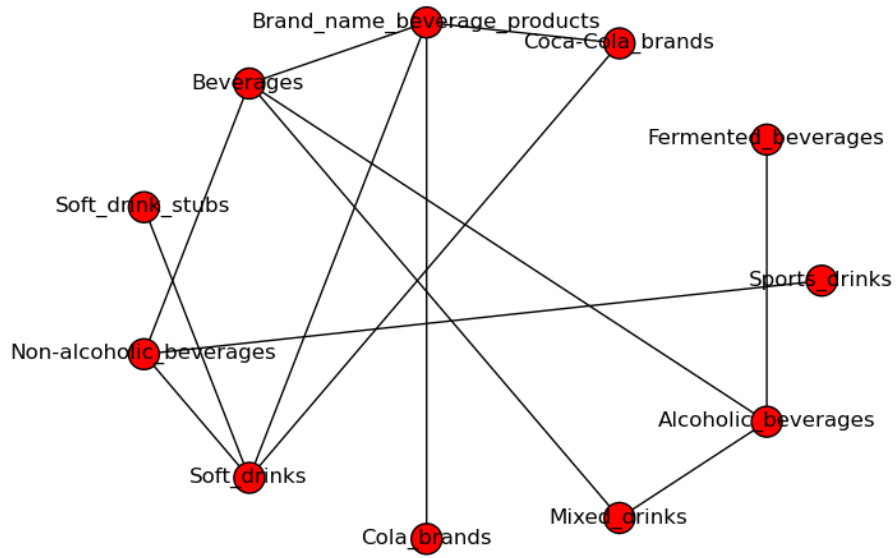 Brand_name_beverage_products
Coca-Cola_brands
Beverages
Fermented_beverages
Soft_drink_stubs
Sports_drinks
Non-alcoholic_beverages
Alcoholic_beverages
Soft_drinks
Mixed_drinks
Cola_brands